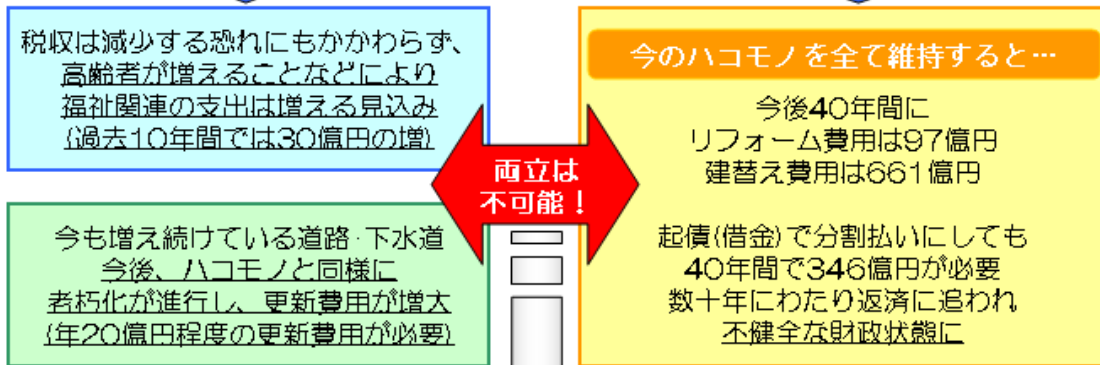 税収は減少する恐れにもかかわらず、
高齢者が増えることなどにより
福祉関連の支出は増える見込み
(過去10年間では30億円の増)
今も増え続けている道路・下水道
今後、ハコモノと同様に
老朽化が進行し、更新費用が増大
(年20億円程度の更新費用が必要)
両立は
不可能！
今のハコモノを全て維持すると…
今後40年間に
リフォーム費用は97億円
建替え費用は661億円
起債(借金)で分割払いにしても
40年間で346億円が必要
数十年にわたり返済に追われ
不健全な財政状態に